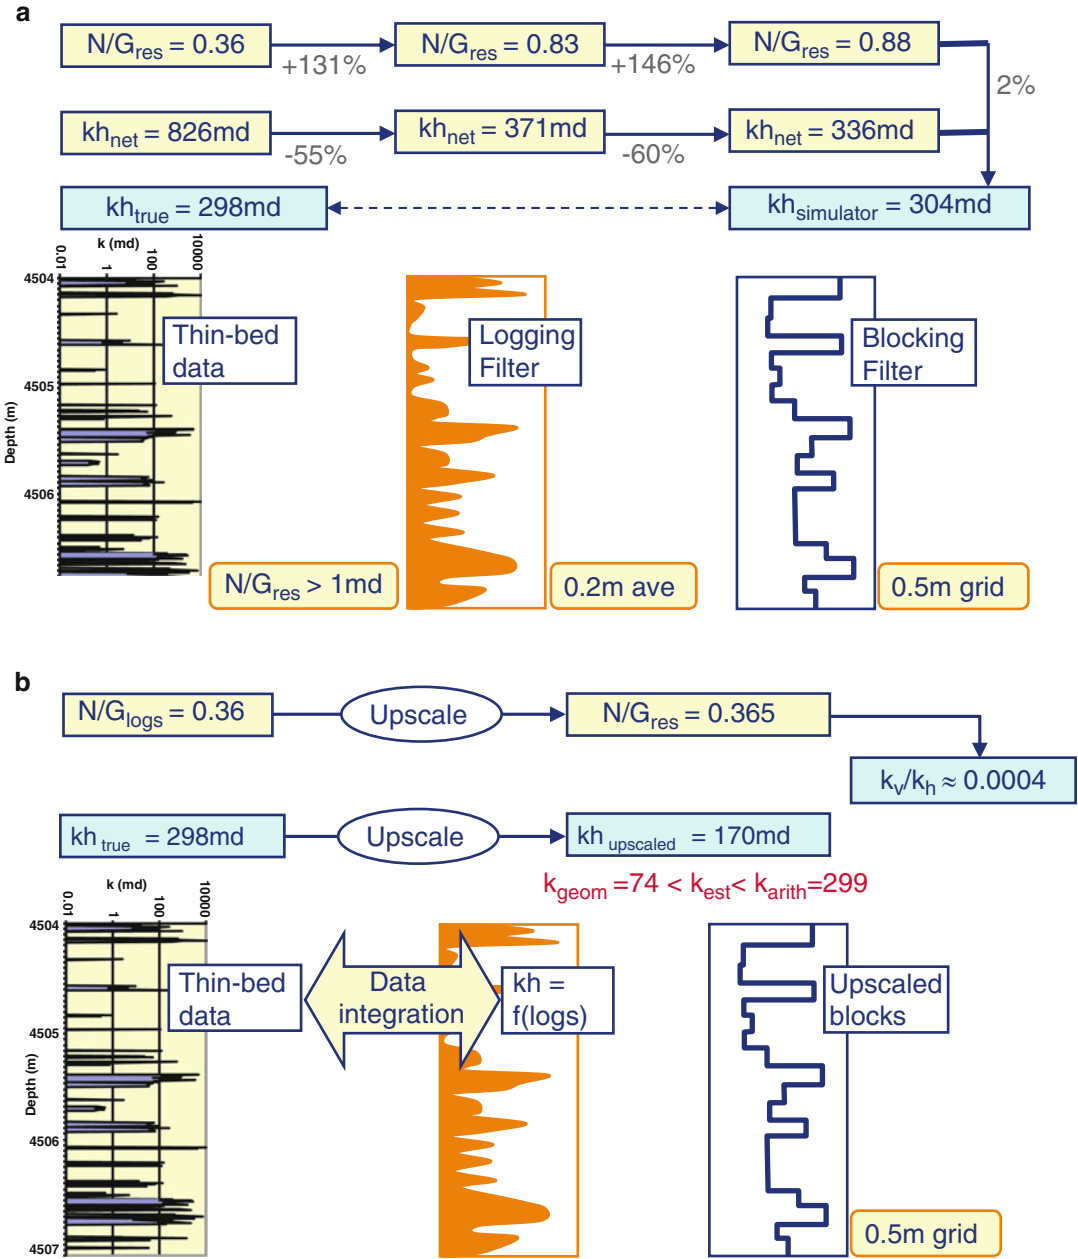 a
N/Gres = 0.36
N/Gres = 0.83
N/Gres = 0.88
+131%
+146%
2%
khnet = 826md
khnet = 371md
khnet = 336md
-55%
-60%
khtrue = 298md
khsimulator = 304md
k (md)
0.01
1
100
10000
4504
4505
4506
Depth (m)
Thin-bed
data
Logging
Filter
Blocking
Filter
N/Gres > 1md
0.2m ave
0.5m grid
b
N/Glogs = 0.36
Upscale
N/Gres = 0.365
kv/kh ≈ 0.0004
kh true = 298md
Upscale
kh upscaled = 170md
kgeom =74 < kest< karith=299
k (md)
0.01
1
100
10000
4504
4505
4506
4507
Depth (m)
Thin-bed
data
Data
integration
kh =
f(logs)
Upscaled
blocks
0.5m grid